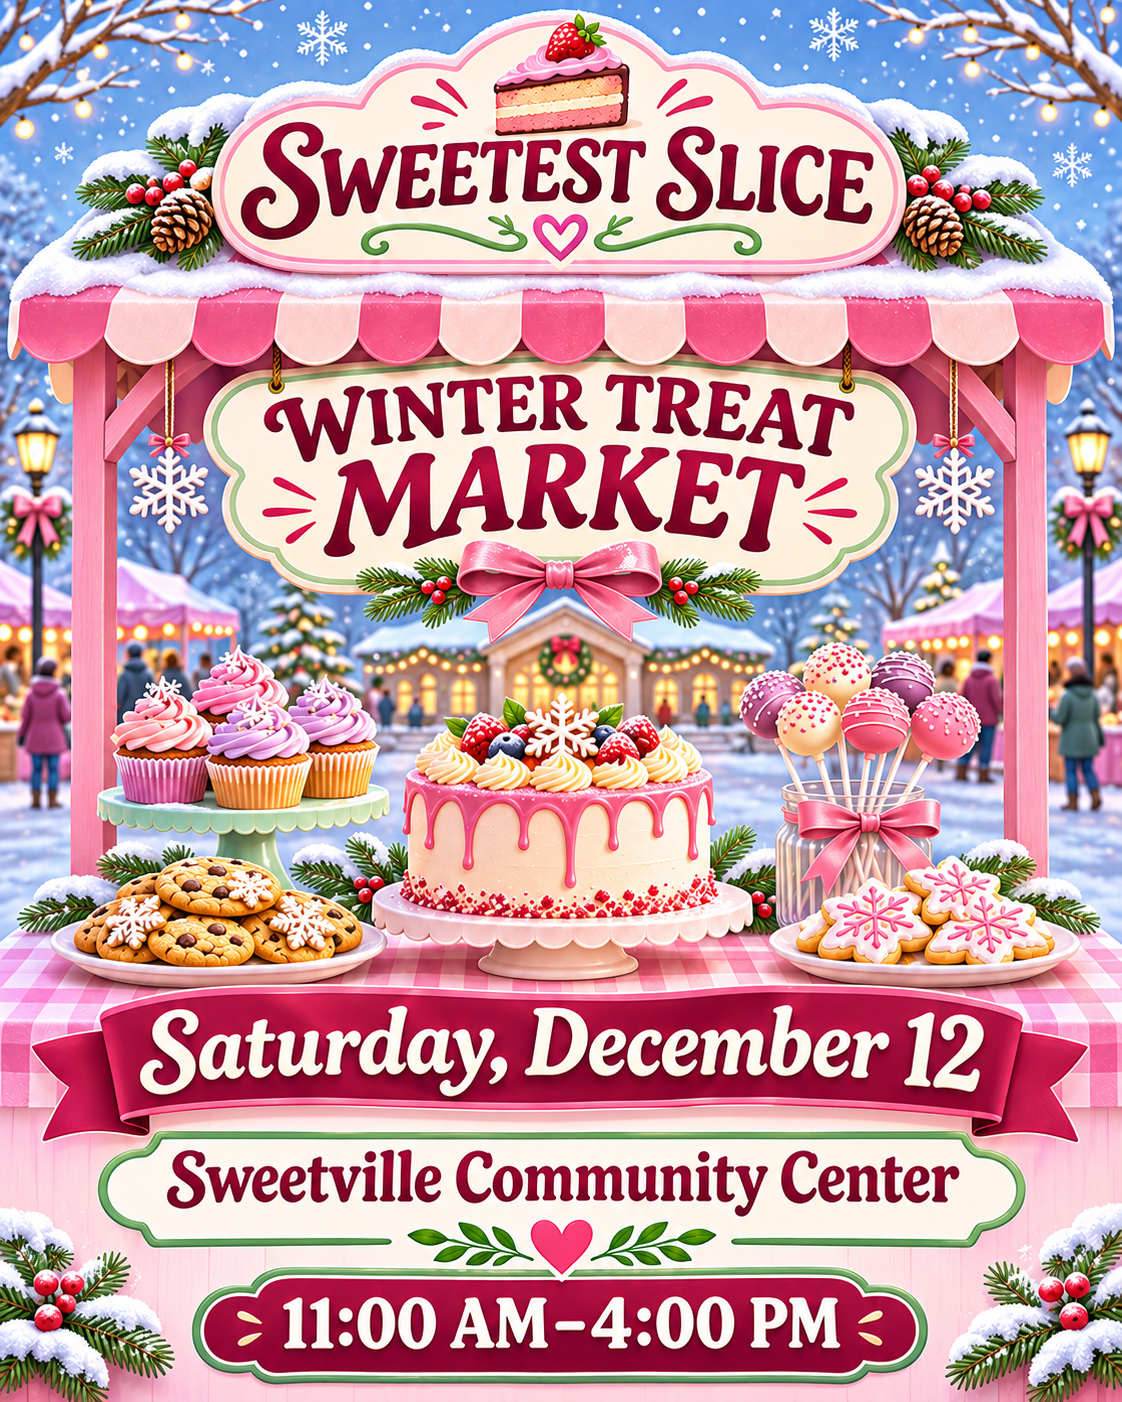 SWEETEST SLICE
WINTER TREAT
MARKET
Saturday, December 12
Sweetville Community Center
11:00 AM–4:00 PM